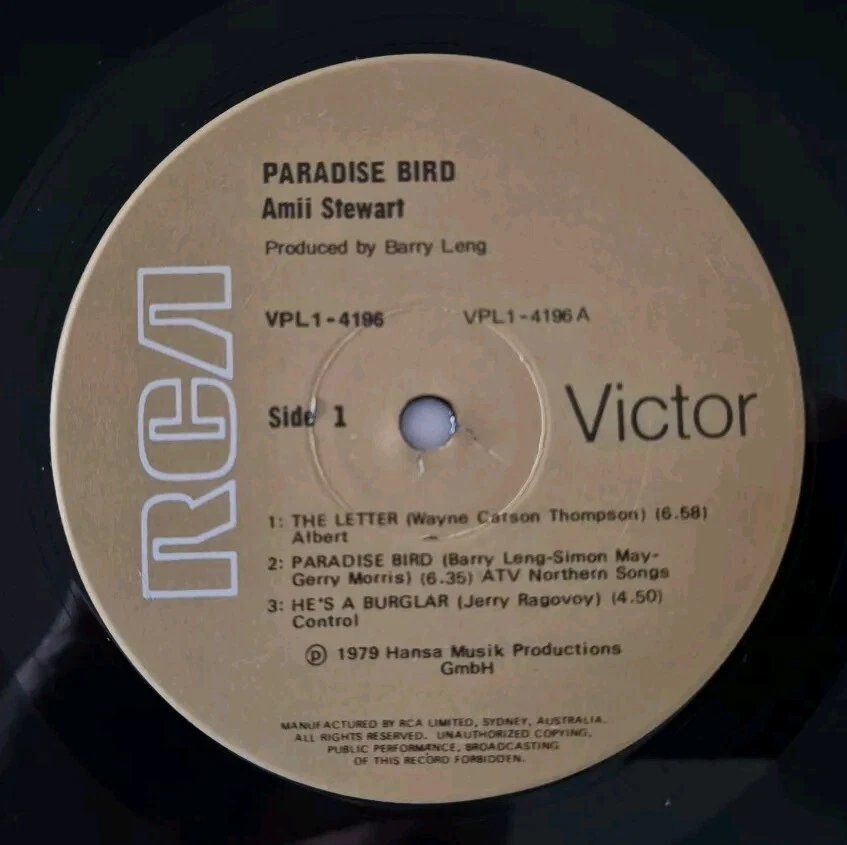 PARADISE BIRD
Amii Stewart
Produced by Barry Leng
VPL1-4196 VPL1-4196 A
RCA
Side 1
Victor
1: THE LETTER (Wayne Carson Thompson) (6.58)
Albert
2: PARADISE BIRD (Barry Leng-Simon May-
Gerry Morris) (6.35) ATV Northern Songs
3: HE'S A BURGLAR (Jerry Ragovoy) (4.50)
Control
Ⓟ 1979 Hansa Musik Productions
GmbH
MANUFACTURED BY RCA LIMITED, SYDNEY, AUSTRALIA.
ALL RIGHTS RESERVED. UNAUTHORIZED COPYING,
PUBLIC PERFORMANCE, BROADCASTING
OF THIS RECORD FORBIDDEN.